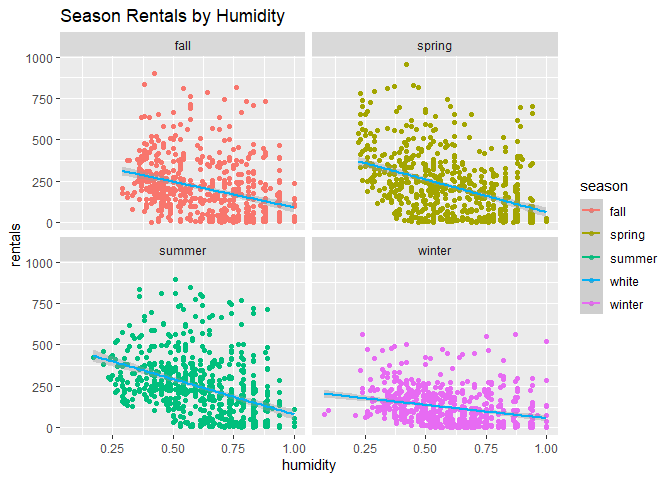 Season Rentals by Humidity
fall
spring
1000
750
500
250
0
summer
winter
1000
750
500
250
0
0.25
0.50
0.75
1.00
0.25
0.50
0.75
1.00
humidity
rentals
season
fall
spring
summer
white
winter